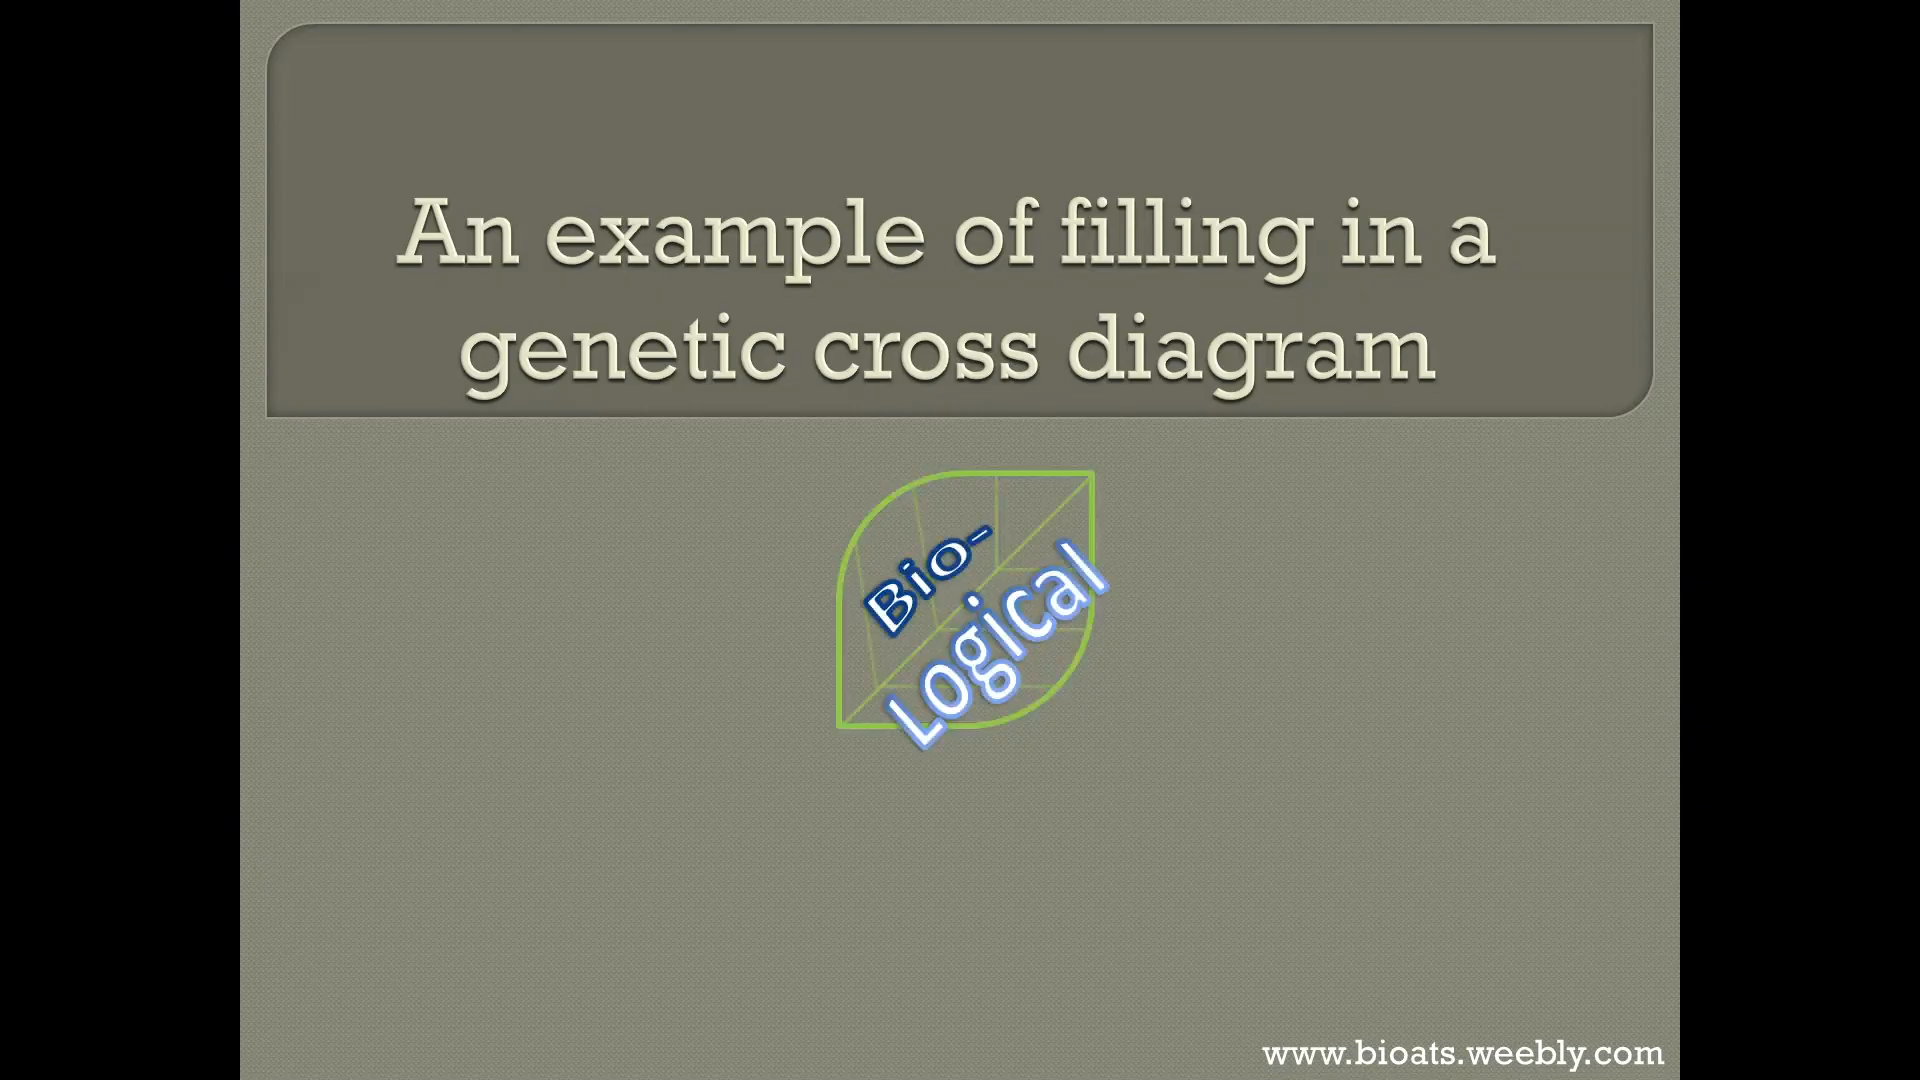 An example of filling in a
genetic cross diagram
Bio-
Logical
www.bioats.weebly.com